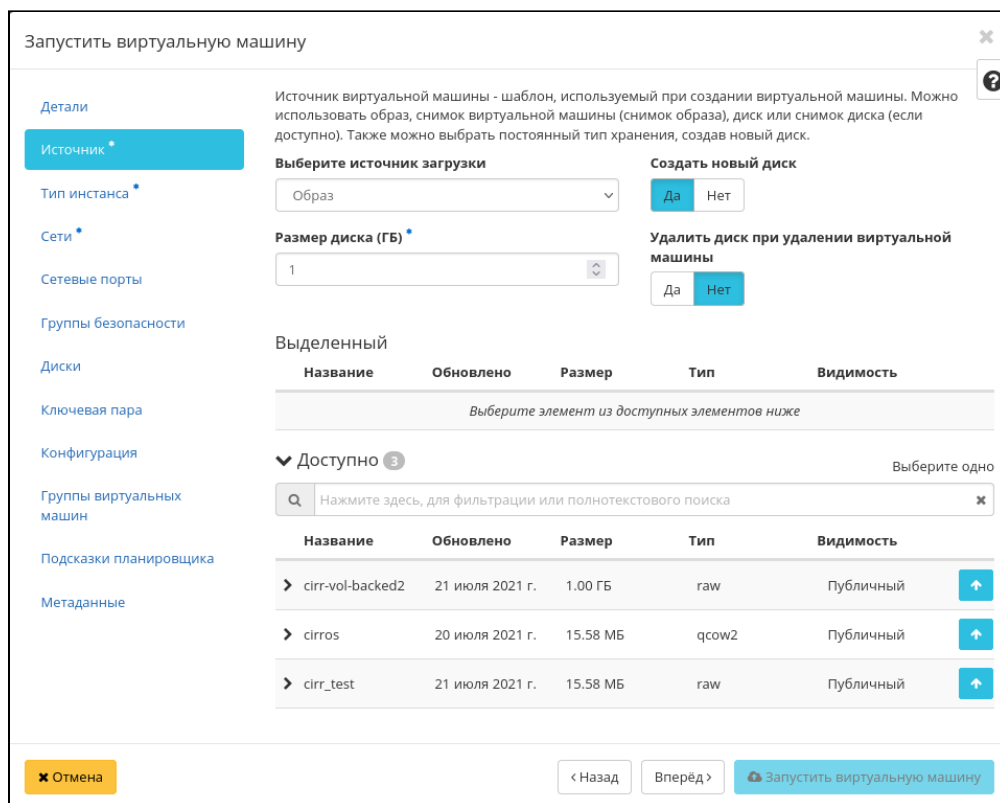 Запустить виртуальную машину
Детали
Источник
Тип инстанса
Сети
Сетевые порты
Группы безопасности
Диски
Ключевая пара
Конфигурация
Группы виртуальных
машин
Подсказки планировщика
Метаданные
Источник виртуальной машины - шаблон, используемый при создании виртуальной машины. Можно
использовать образ, снимок виртуальной машины (снимок образа), диск или снимок диска (если
доступно). Также можно выбрать постоянный тип хранения, создав новый диск.
Выберите источник загрузки
Образ
Создать новый диск
Да Нет
Размер диска (ГБ)
1
Удалить диск при удалении виртуальной
машины
Да Нет
Выделенный
Название Обновлено Размер Тип Видимость
Выберите элемент из доступных элементов ниже
Доступно 3
Выберите одно
Нажмите здесь, для фильтрации или полнотекстового поиска
Название Обновлено Размер Тип Видимость
cirr-vol-backed2 21 июля 2021 г. 1.00 ГБ raw Публичный
cirros 20 июля 2021 г. 15.58 МБ qcow2 Публичный
cirr_test 21 июля 2021 г. 15.58 МБ raw Публичный
Отмена
Назад
Вперёд
Запустить виртуальную машину